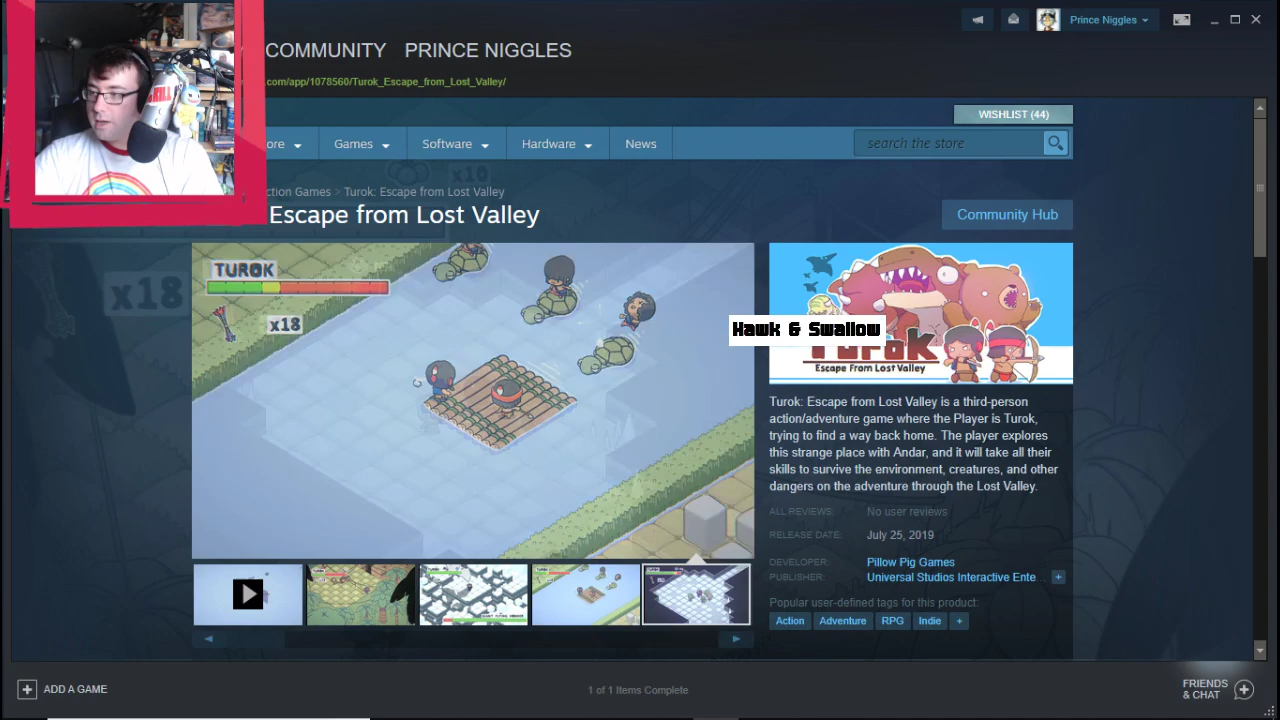 Prince Niggles
COMMUNITY PRINCE NIGGLES
com/app/1078560/Turok_Escape_from_Lost_Valley/
WISHLIST (44)
ore Games Software Hardware News
search the store
ction Games > Turok: Escape from Lost Valley
Escape from Lost Valley
Community Hub
TUROK
x18
x18
x10
Hawk & Swallow
Turok
Escape From Lost Valley
Turok: Escape from Lost Valley is a third-person
action/adventure game where the Player is Turok,
trying to find a way back home. The player explores
this strange place with Andar, and it will take all their
skills to survive the environment, creatures, and other
dangers on the adventure through the Lost Valley.
ALL REVIEWS: No user reviews
RELEASE DATE: July 25, 2019
DEVELOPER: Pillow Pig Games
PUBLISHER: Universal Studios Interactive Ente... +
Popular user-defined tags for this product:
Action Adventure RPG Indie +
+ ADD A GAME
1 of 1 Items Complete
FRIENDS
& CHAT